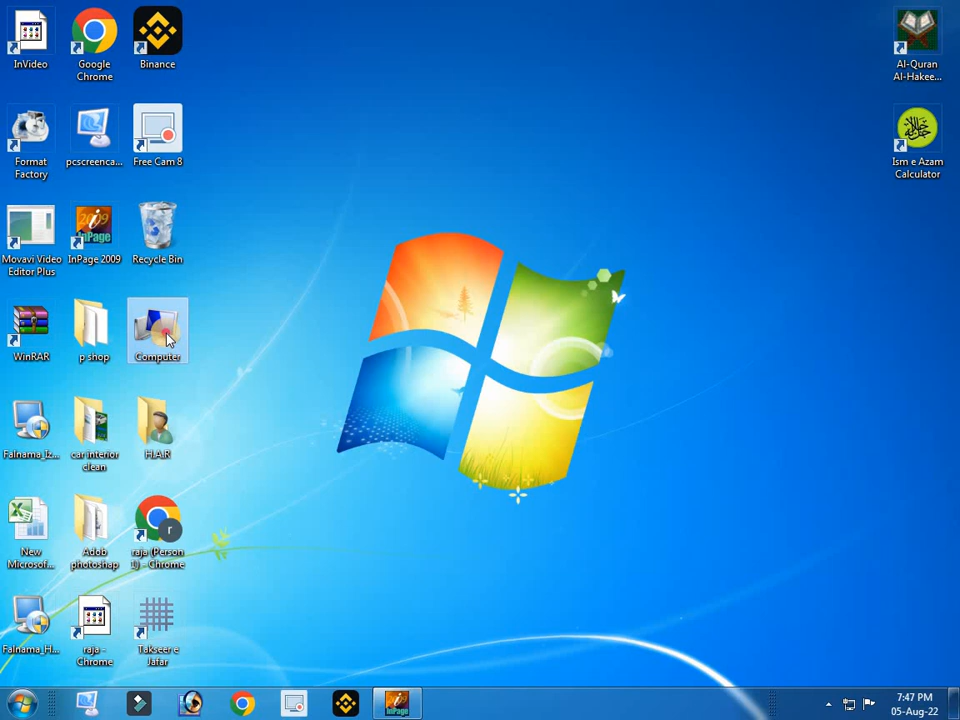 InVideo
Google
Chrome
Binance
Al-Quran
Al-Hakee...
Format
Factory
pcscreenca...
Free Cam 8
Ism e Azam
Calculator
Movavi Video
Editor Plus
2009
InPage
InPage 2009
Recycle Bin
WinRAR
p shop
Computer
Falnama_Iz...
car interior
clean
H.A.R
New
Microsof...
Adob
photoshap
r
raja (Person
1) - Chrome
Falnama_H...
raja -
Chrome
Takseer e
Jafar
7:47 PM
05-Aug-22